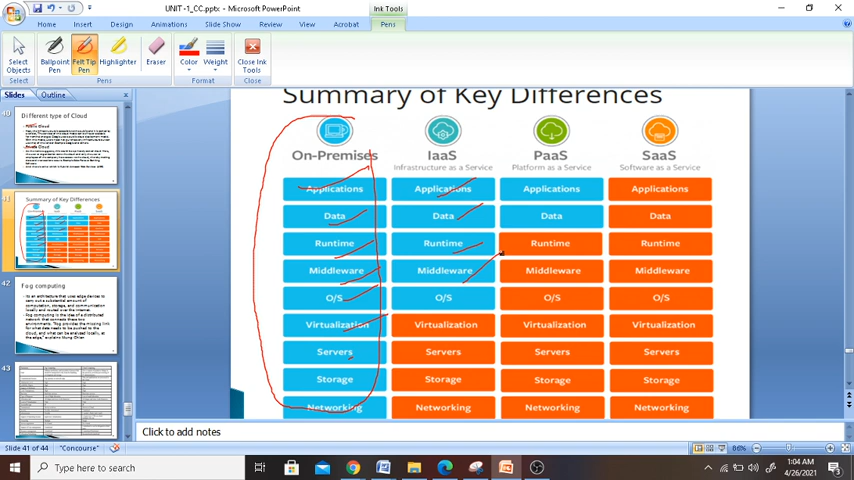 UNIT -1_CC.pptx - Microsoft PowerPoint
Ink Tools
Home Insert Design Animations Slide Show Review View Acrobat Pens
Select Objects
Ballpoint Pen
Felt Tip Pen
Highlighter
Eraser
Color
Weight
Close Ink Tools
Select
Pens
Format
Close
Slides Outline
40
Different type of Cloud
41
Summary of Key Differences
42
Fog computing
43
Summary of Key Differences
On-Premises IaaS PaaS SaaS
Infrastructure as a Service Platform as a Service Software as a Service
Applications Applications Applications Applications
Data Data Data Data
Runtime Runtime Runtime Runtime
Middleware Middleware Middleware Middleware
O/S O/S O/S O/S
Virtualization Virtualization Virtualization Virtualization
Servers Servers Servers Servers
Storage Storage Storage Storage
Networking Networking Networking Networking
Click to add notes
Slide 41 of 44 "Concourse" 86%
Type here to search
1:04 AM
4/26/2021